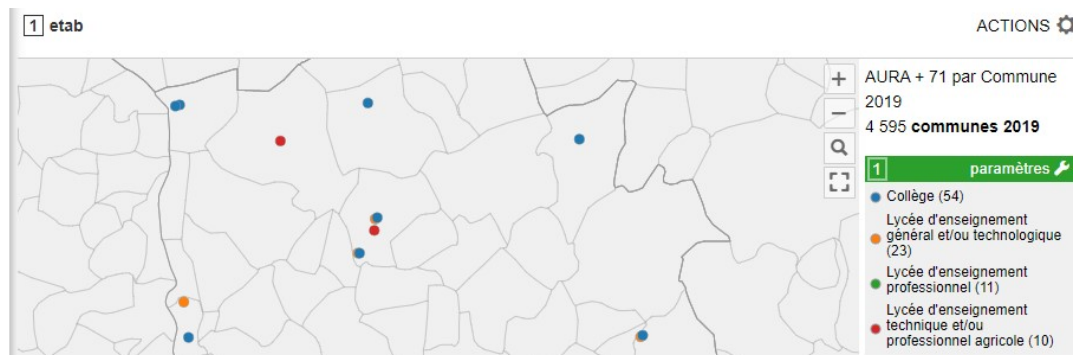 1 etab
ACTIONS
+
−
AURA + 71 par Commune
2019
4 595 communes 2019
1 paramètres
Collège (54)
Lycée d'enseignement
général et/ou technologique
(23)
Lycée d'enseignement
professionnel (11)
Lycée d'enseignement
technique et/ou
professionnel agricole (10)